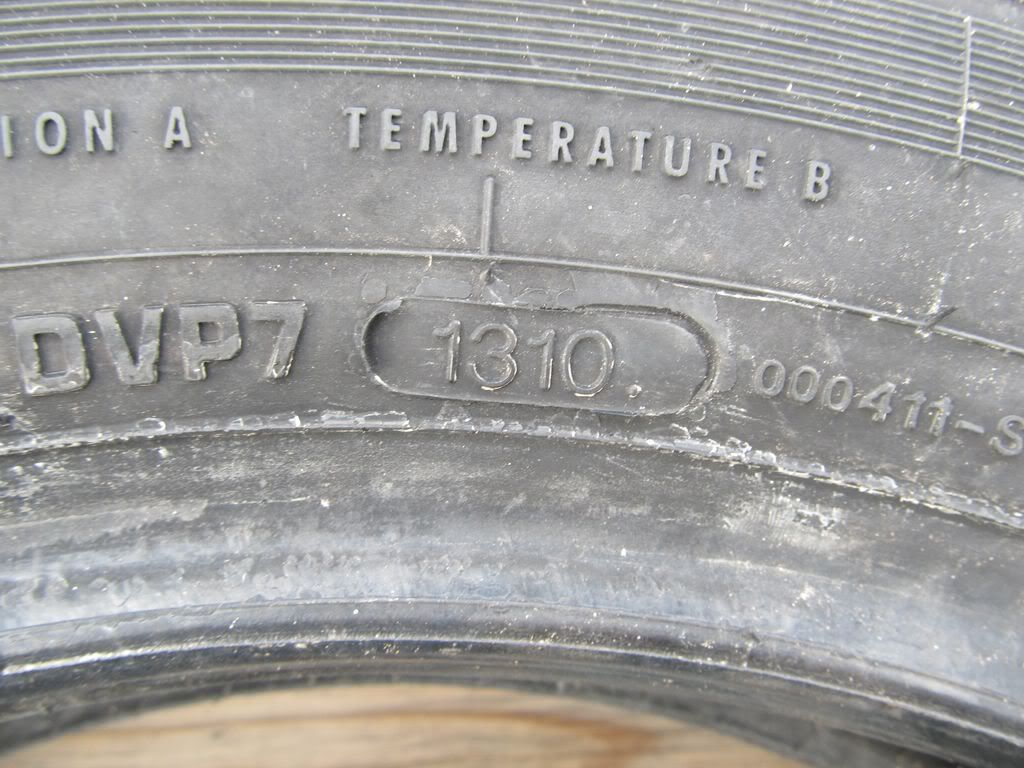 ION A TEMPERATURE B
DVP7 1310. 000411-S